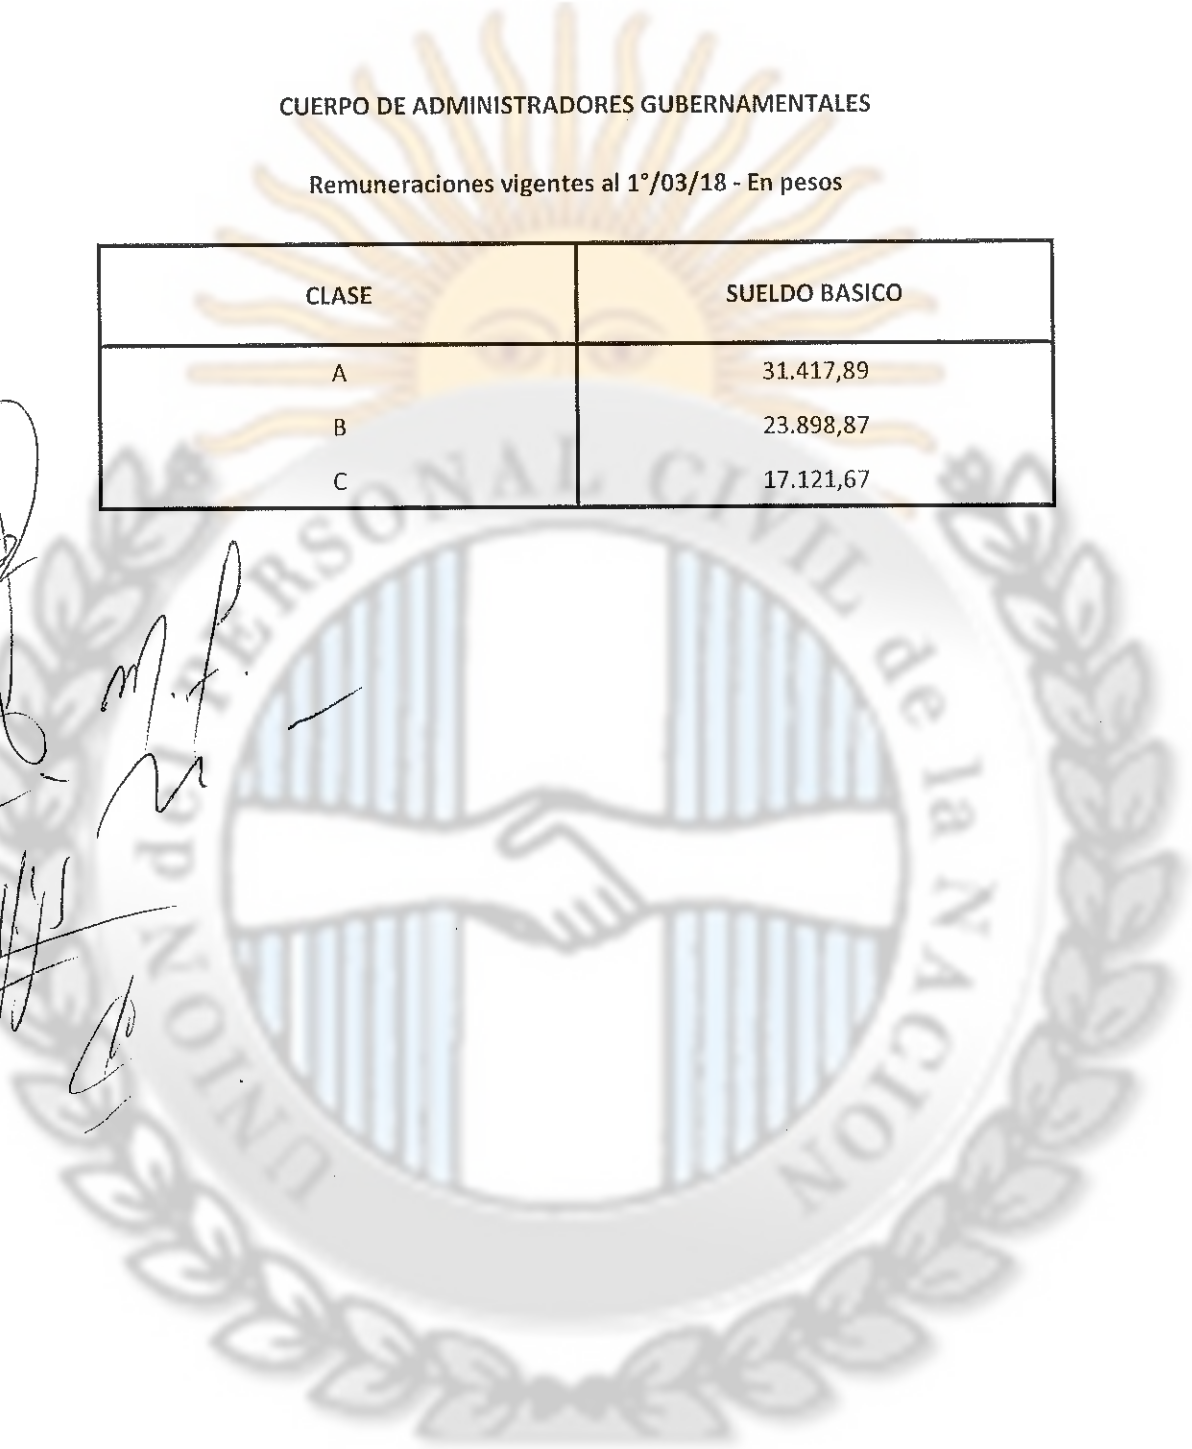 CUERPO DE ADMINISTRADORES GUBERNAMENTALES
Remuneraciones vigentes al 1°/03/18 - En pesos
CLASE SUELDO BASICO
A 31.417,89
B 23.898,87
C 17.121,67
UNION del PERSONAL CIVIL de la NACION